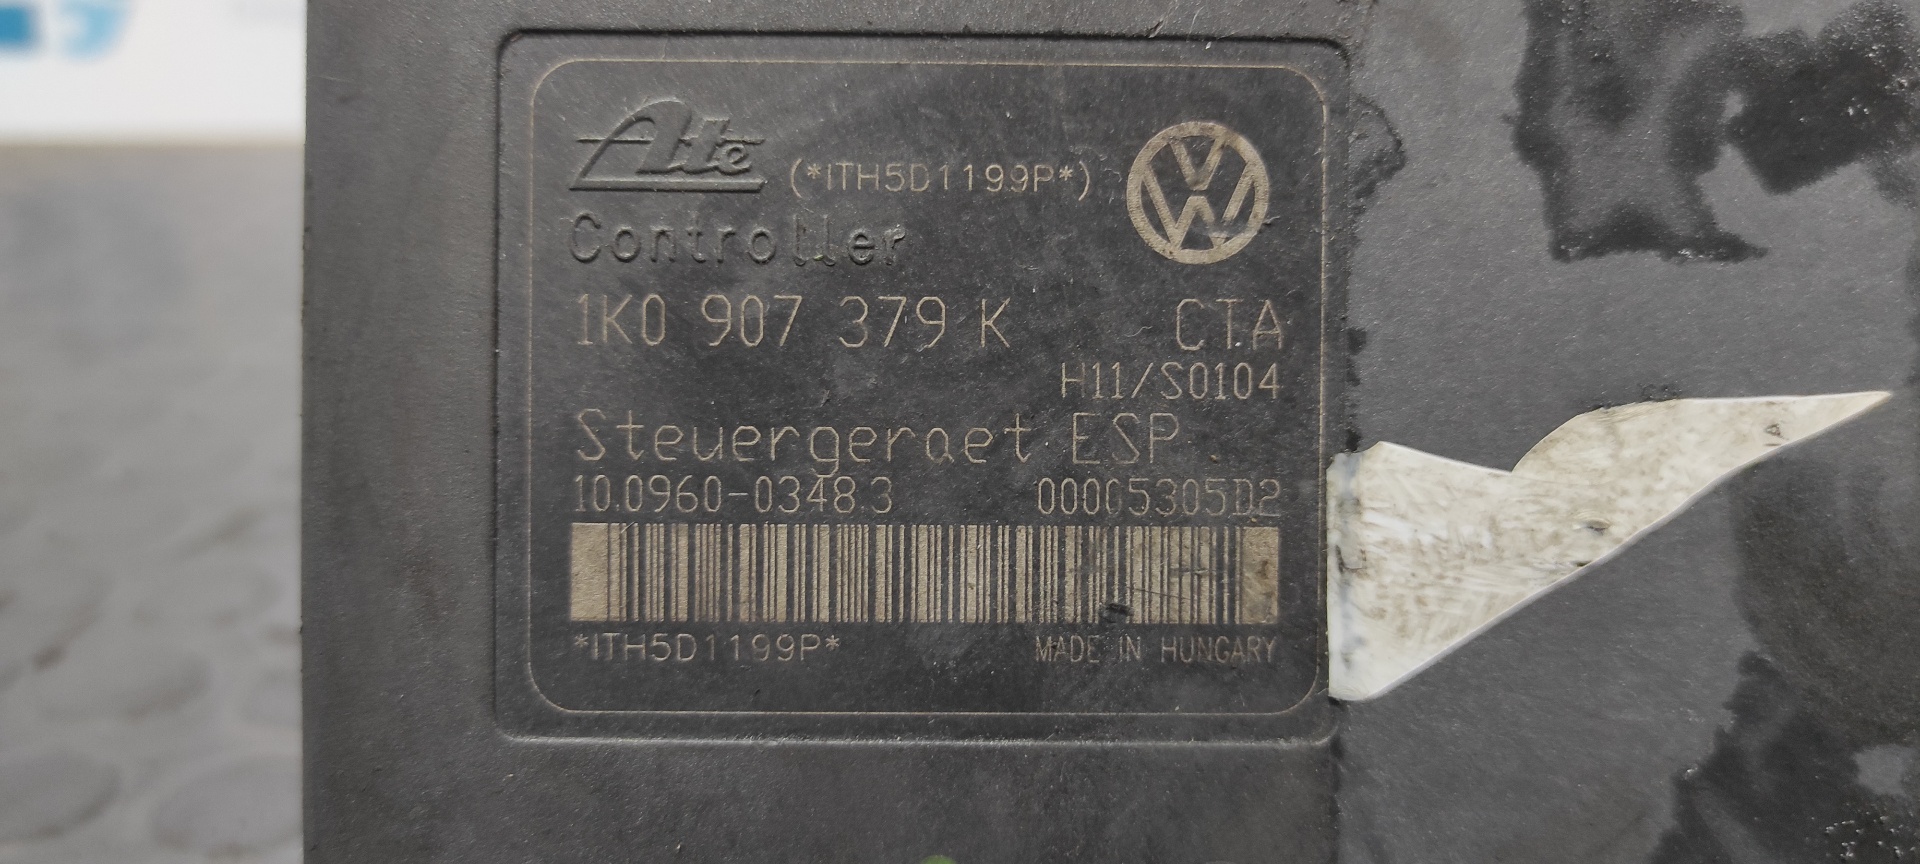 Ate (*ITH5D1199P*)
Controller
1K0 907 379 K CTA
H11/S0104
Steuergeraet ESP
10.0960-0348.3 00005305D2
*ITH5D1199P* MADE IN HUNGARY